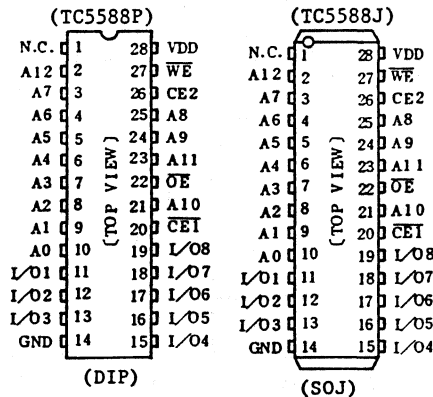 (TC5588P)
N.C. 1 28 VDD
A12 2 27 WE
A7 3 26 CE2
A6 4 25 A8
A5 5 24 A9
A4 6 23 A11
A3 7 22 OE
A2 8 21 A10
A1 9 20 CE1
A0 10 19 I/O8
I/O1 11 18 I/O7
I/O2 12 17 I/O6
I/O3 13 16 I/O5
GND 14 15 I/O4
(TOP VIEW)
(DIP)
(TC5588J)
N.C. 1 28 VDD
A12 2 27 WE
A7 3 26 CE2
A6 4 25 A8
A5 5 24 A9
A4 6 23 A11
A3 7 22 OE
A2 8 21 A10
A1 9 20 CE1
A0 10 19 I/O8
I/O1 11 18 I/O7
I/O2 12 17 I/O6
I/O3 13 16 I/O5
GND 14 15 I/O4
(TOP VIEW)
(SOJ)